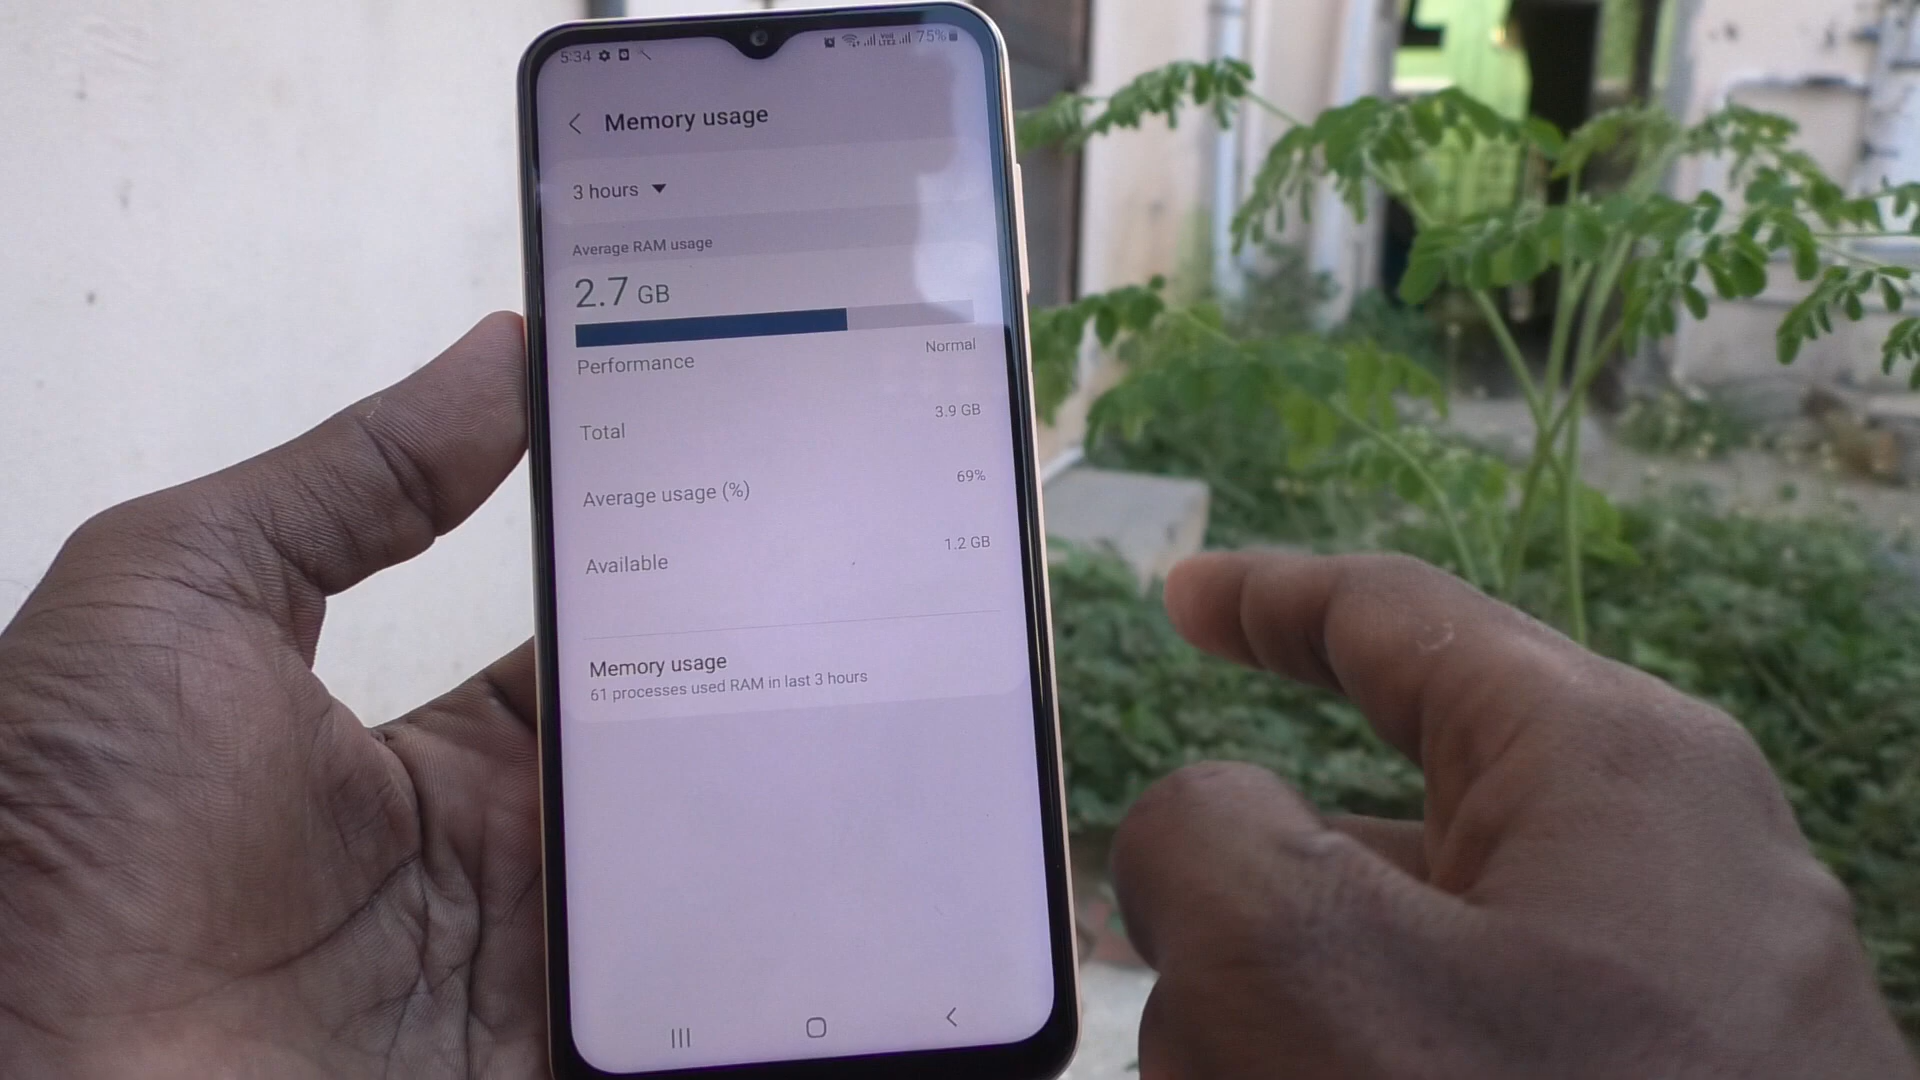 5:34 75%
Memory usage
3 hours
Average RAM usage
2.7 GB
Performance Normal
Total 3.9 GB
Average usage (%) 69%
Available 1.2 GB
Memory usage
61 processes used RAM in last 3 hours